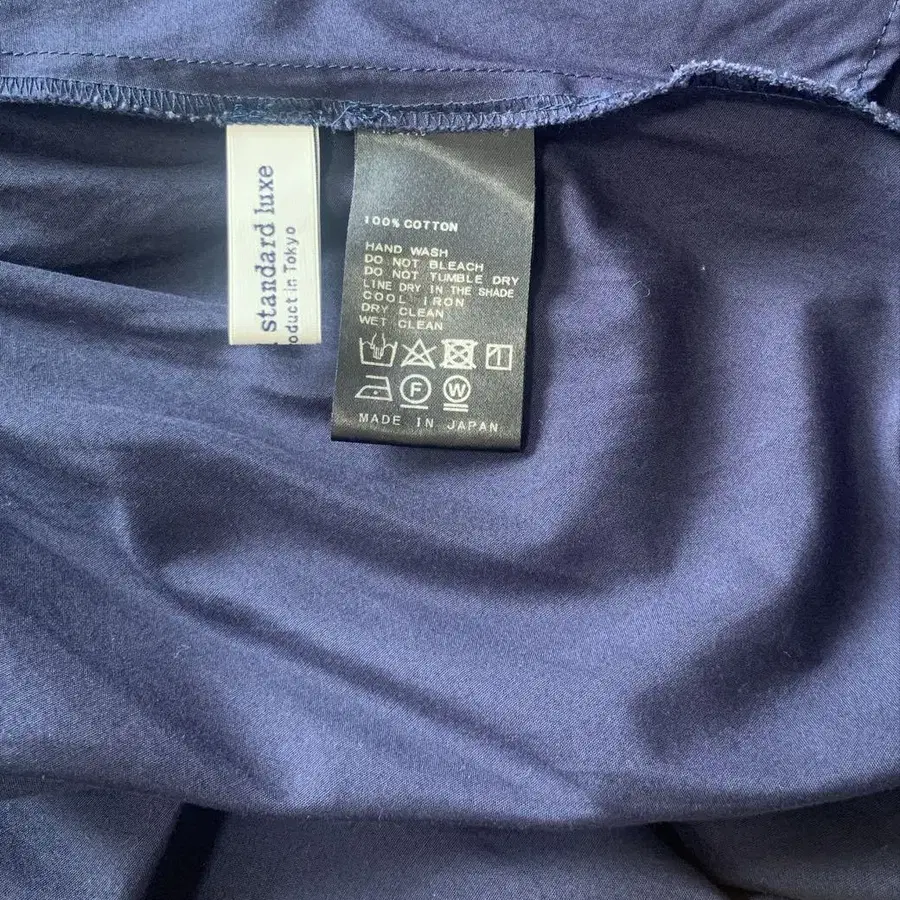 standard luxe
oduct in Tokyo
100% COTTON
HAND WASH
DO NOT BLEACH
DO NOT TUMBLE DRY
LINE DRY IN THE SHADE
COOL IRON
DRY CLEAN
WET CLEAN
F W
MADE IN JAPAN